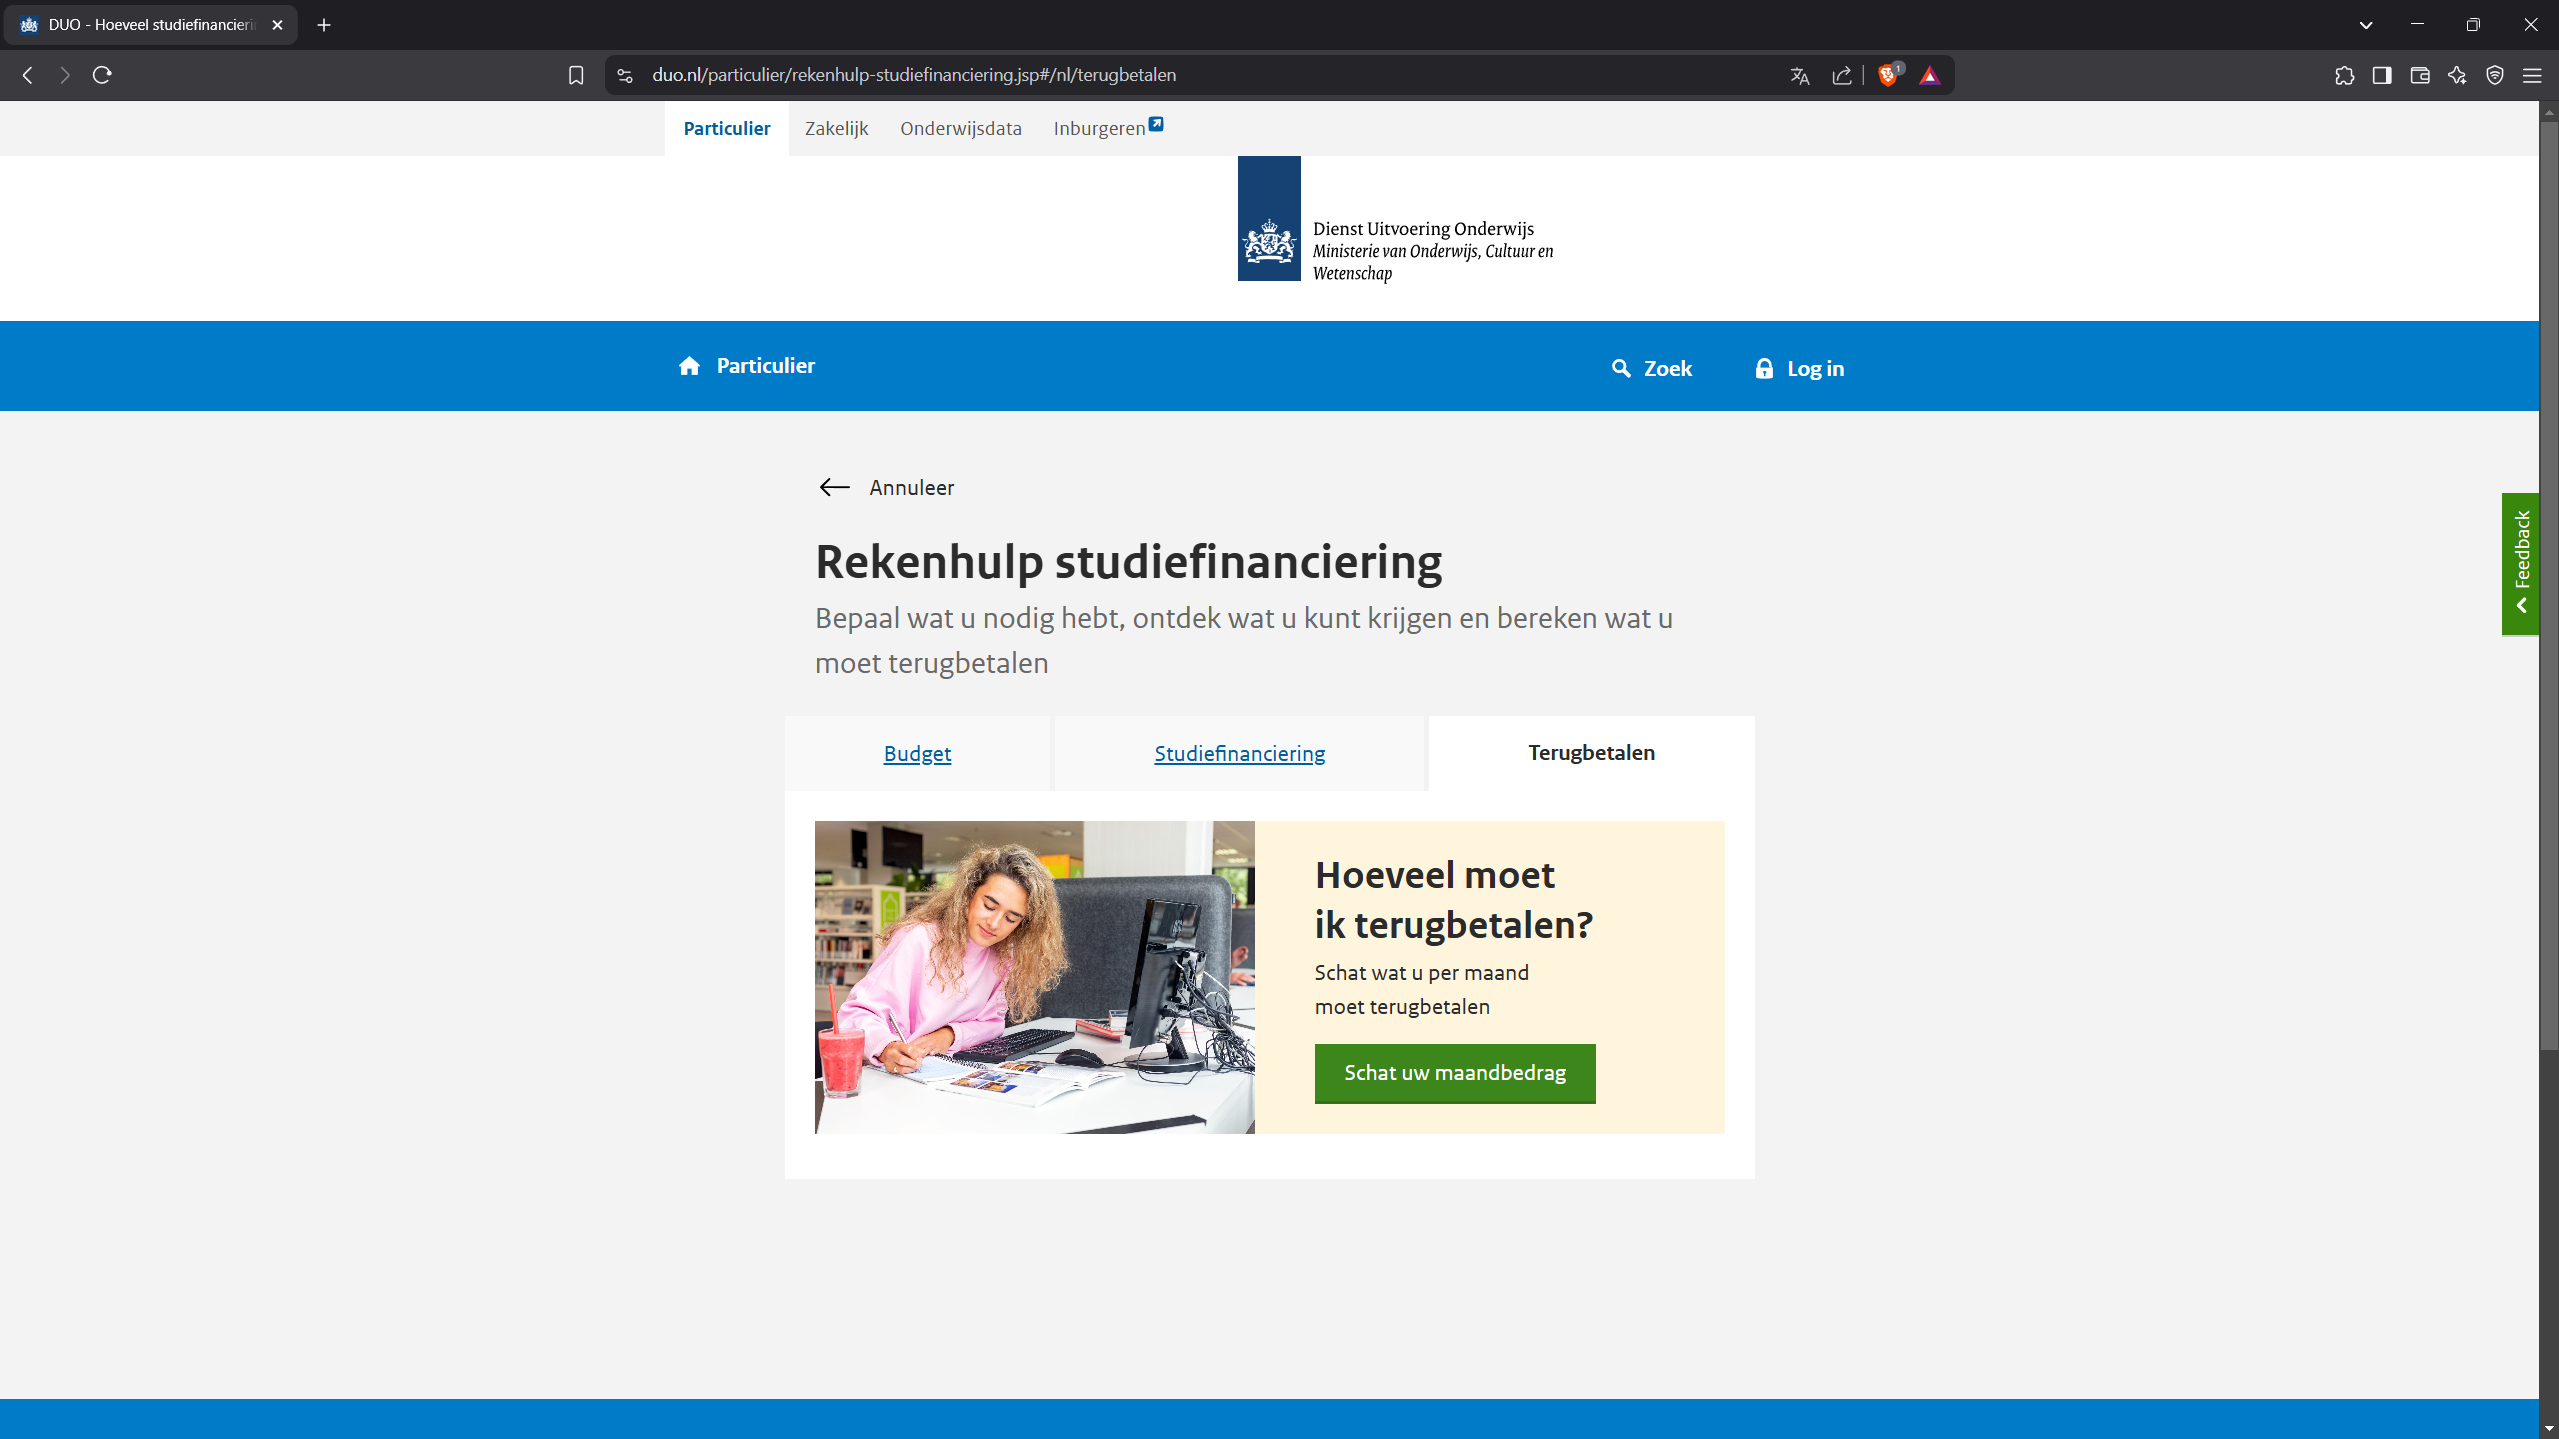 DUO - Hoeveel studiefinancieri
duo.nl/particulier/rekenhulp-studiefinanciering.jsp#/nl/terugbetalen
1
Particulier
Zakelijk
Onderwijsdata
Inburgeren
Dienst Uitvoering Onderwijs
Ministerie van Onderwijs, Cultuur en
Wetenschap
Particulier
Zoek
Log in
Annuleer
Feedback
Rekenhulp studiefinanciering
Bepaal wat u nodig hebt, ontdek wat u kunt krijgen en bereken wat u
moet terugbetalen
Budget
Studiefinanciering
Terugbetalen
Hoeveel moet
ik terugbetalen?
Schat wat u per maand
moet terugbetalen
Schat uw maandbedrag